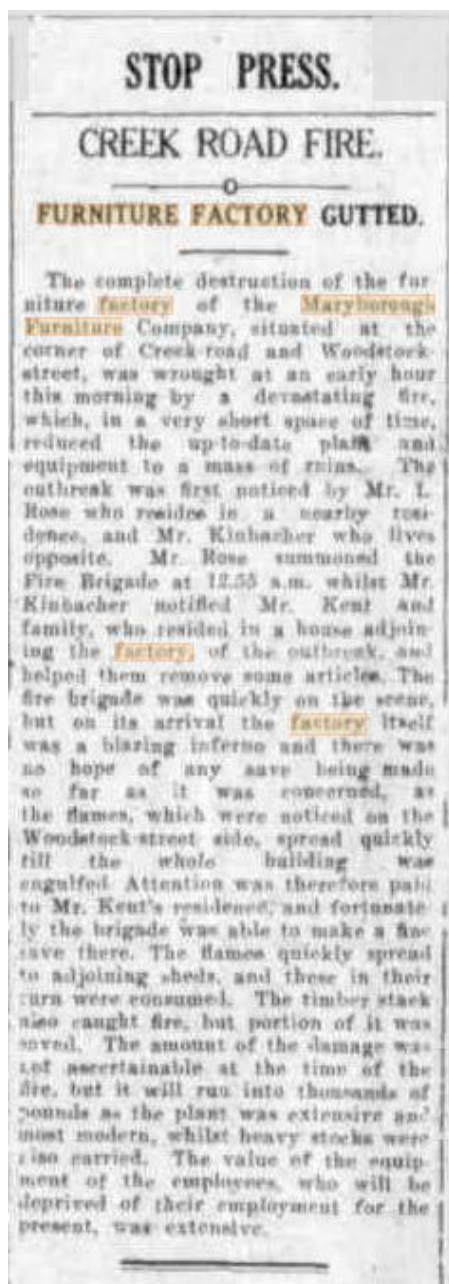 STOP PRESS.
CREEK ROAD FIRE.
FURNITURE FACTORY GUTTED.
The complete destruction of the fur
niture factory of the Maryborough
Furniture Company, situated at the
corner of Creek-road and Woodstock-
street, was wrought at an early hour
this morning by a devastating fire,
which, in a very short space of time,
reduced the up-to-date plant and
equipment to a mass of ruins. The
outbreak was first noticed by Mr. L.
Rose who resides in a nearby resi-
dence, and Mr. Kinbacher who lives
opposite. Mr. Rose summoned the
Fire Brigade at 12.55 a.m. whilst Mr.
Kinbacher notified Mr. Kent and
family, who resided in a house adjoin-
ing the factory, of the outbreak, and
helped them remove some articles. The
fire brigade was quickly on the scene,
but on its arrival the factory itself
was a blazing inferno and there was
no hope of any save being made
so far as it was concerned, as
the flames, which were noticed on the
Woodstock-street side, spread quickly
till the whole building was
engulfed. Attention was therefore paid
to Mr. Kent's residence, and fortunate-
ly the brigade was able to make a fine
save there. The flames quickly spread
to adjoining sheds, and these in their
turn were consumed. The timber stack
also caught fire, but portion of it was
saved. The amount of the damage was
not ascertainable at the time of the
fire, but it will run into thousands of
pounds as the plant was extensive and
most modern, whilst heavy stocks were
also carried. The value of the equip-
ment of the employees, who will be
deprived of their employment for the
present, was extensive.